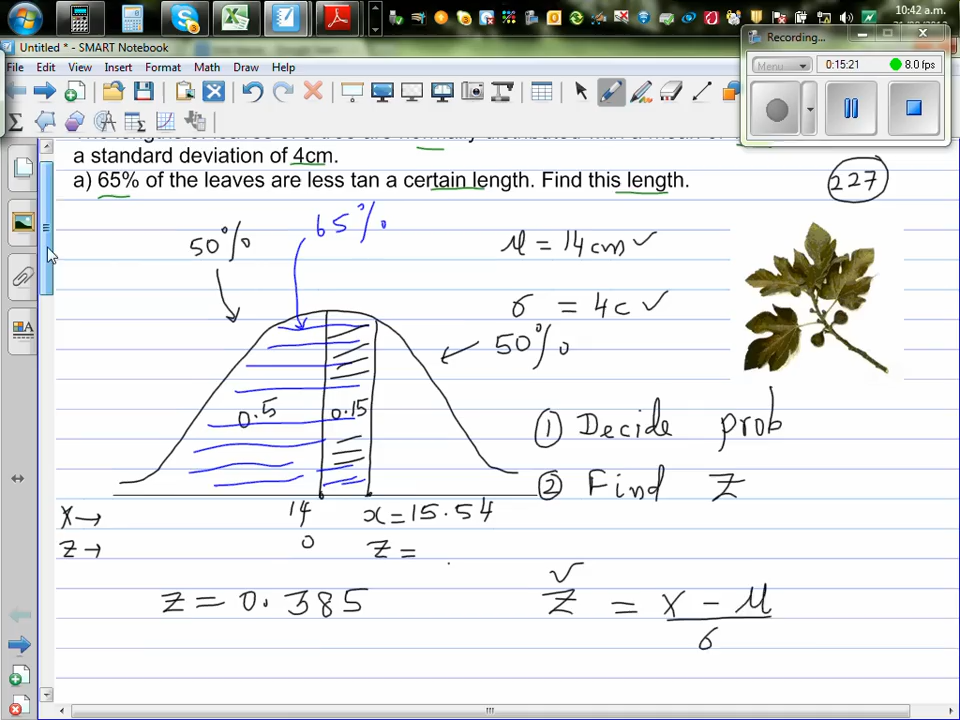 10:42 a.m.
Untitled * - SMART Notebook
Recording...
File Edit View Insert Format Math Draw Help
Menu 0:15:21 8.0 fps
a standard deviation of 4cm.
a) 65% of the leaves are less tan a certain length. Find this length.
227
50%
65%
μ = 14cm ✓
σ = 4c ✓
50%
0.5 0.15
① Decide prob
② Find Z
14 x = 15.54
X →
Z → 0 Z =
Z = 0.385
✓
Z = X - μ
σ